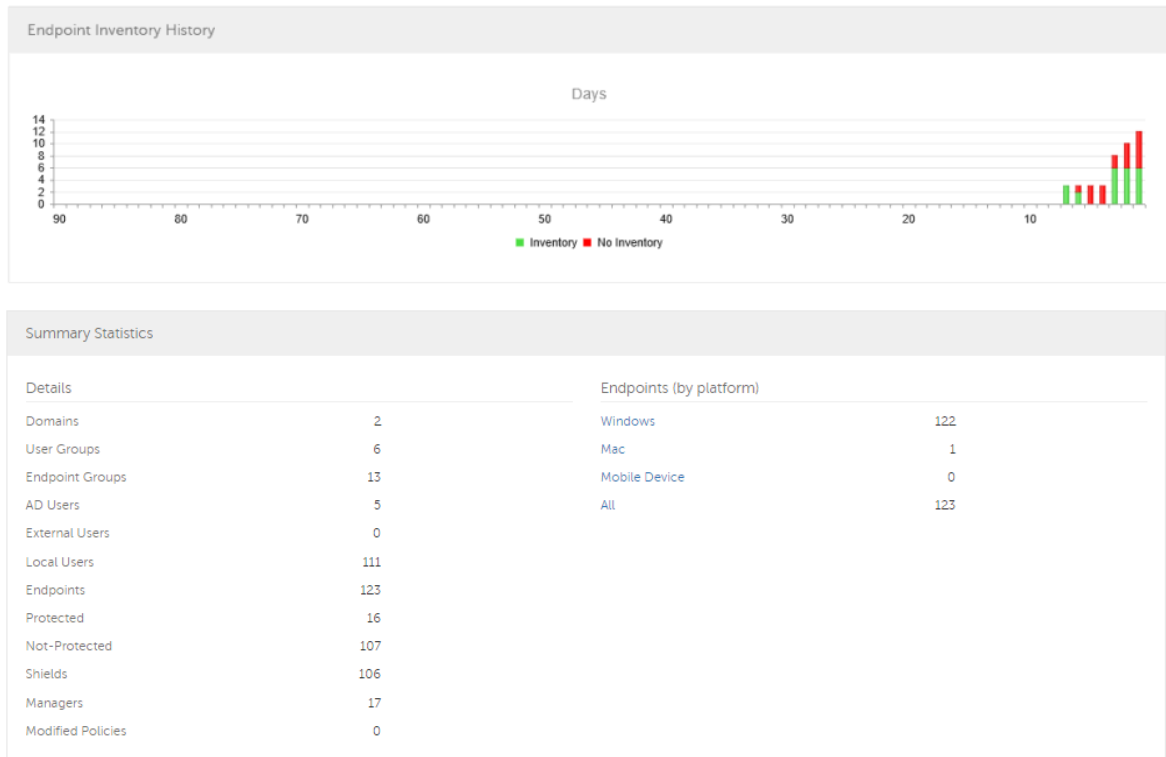 Endpoint Inventory History
Days
14
12
10
8
6
4
2
0
90 80 70 60 50 40 30 20 10
Inventory No Inventory
Summary Statistics
Details
Domains 2
User Groups 6
Endpoint Groups 13
AD Users 5
External Users 0
Local Users 111
Endpoints 123
Protected 16
Not-Protected 107
Shields 106
Managers 17
Modified Policies 0
Endpoints (by platform)
Windows 122
Mac 1
Mobile Device 0
All 123